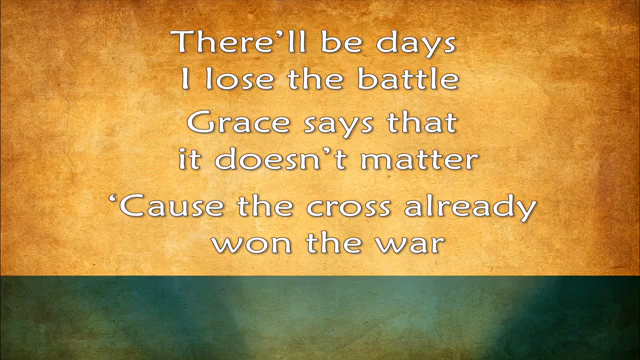 There’ll be days
I lose the battle
Grace says that
it doesn’t matter
‘Cause the cross already
won the war